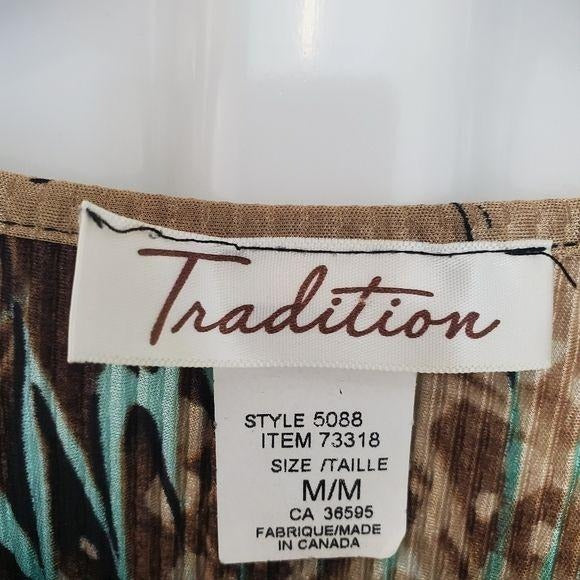 Tradition
STYLE 5088
ITEM 73318
SIZE /TAILLE
M/M
CA 36595
FABRIQUE/MADE
IN CANADA